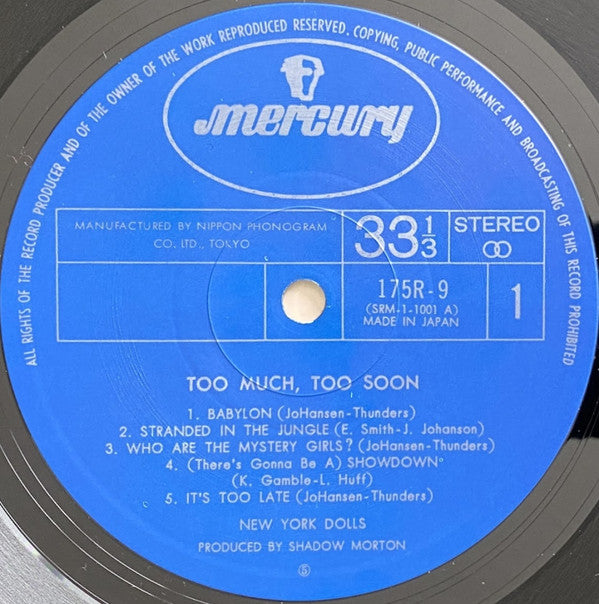 ALL RIGHTS OF THE RECORD PRODUCER AND OF THE OWNER OF THE WORK REPRODUCED RESERVED. COPYING, PUBLIC PERFORMANCE AND BROADCASTING OF THIS RECORD PROHIBITED
mercury
MANUFACTURED BY NIPPON PHONOGRAM
CO. LTD., TOKYO
33 1/3
STEREO
175R-9
(SRM-1-1001 A)
MADE IN JAPAN
1
TOO MUCH, TOO SOON
1. BABYLON (JoHansen-Thunders)
2. STRANDED IN THE JUNGLE (E. Smith-J. Johanson)
3. WHO ARE THE MYSTERY GIRLS? (JoHansen-Thunders)
4. (There's Gonna Be A) SHOWDOWN
(K. Gamble-L. Huff)
5. IT'S TOO LATE (JoHansen-Thunders)
NEW YORK DOLLS
PRODUCED BY SHADOW MORTON
Ⓢ